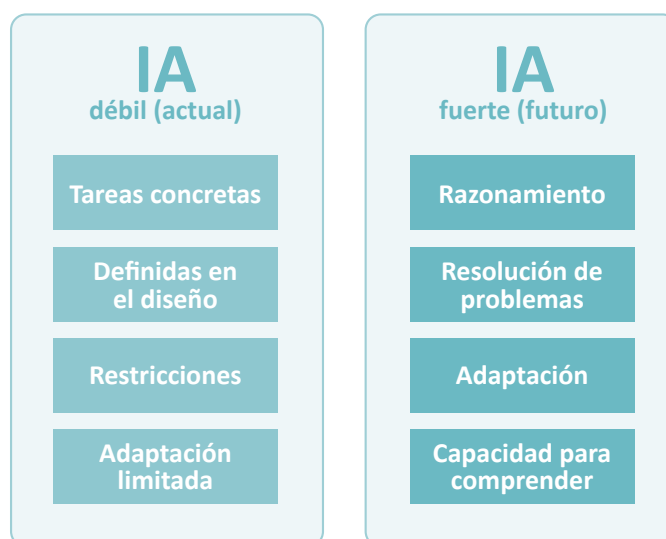 IA
débil (actual)
Tareas concretas
Definidas en
el diseño
Restricciones
Adaptación
limitada
IA
fuerte (futuro)
Razonamiento
Resolución de
problemas
Adaptación
Capacidad para
comprender